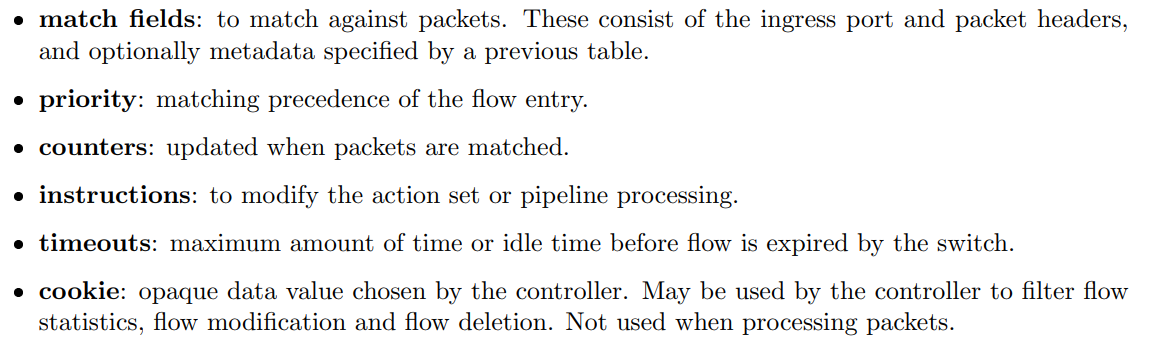 • match fields: to match against packets. These consist of the ingress port and packet headers,
and optionally metadata specified by a previous table.
• priority: matching precedence of the flow entry.
• counters: updated when packets are matched.
• instructions: to modify the action set or pipeline processing.
• timeouts: maximum amount of time or idle time before flow is expired by the switch.
• cookie: opaque data value chosen by the controller. May be used by the controller to filter flow
statistics, flow modification and flow deletion. Not used when processing packets.